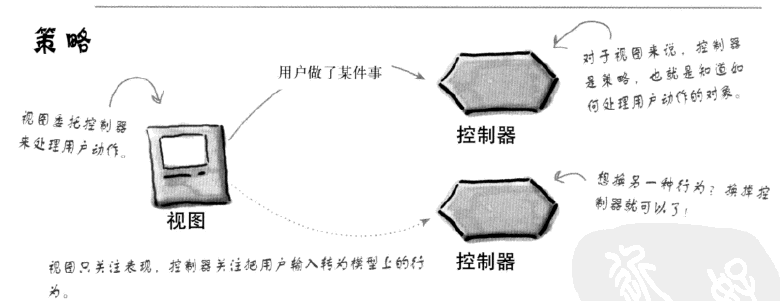 策略
用户做了某件事
对于视图来说，控制器
是策略，也就是知道如
何处理用户动作的对象。
视图委托控制器
来处理用户动作。
控制器
想换另一种行为？换掉控
制器就可以了！
视图
控制器
视图只关注表现，控制器关注把用户输入转为模型上的行
为。